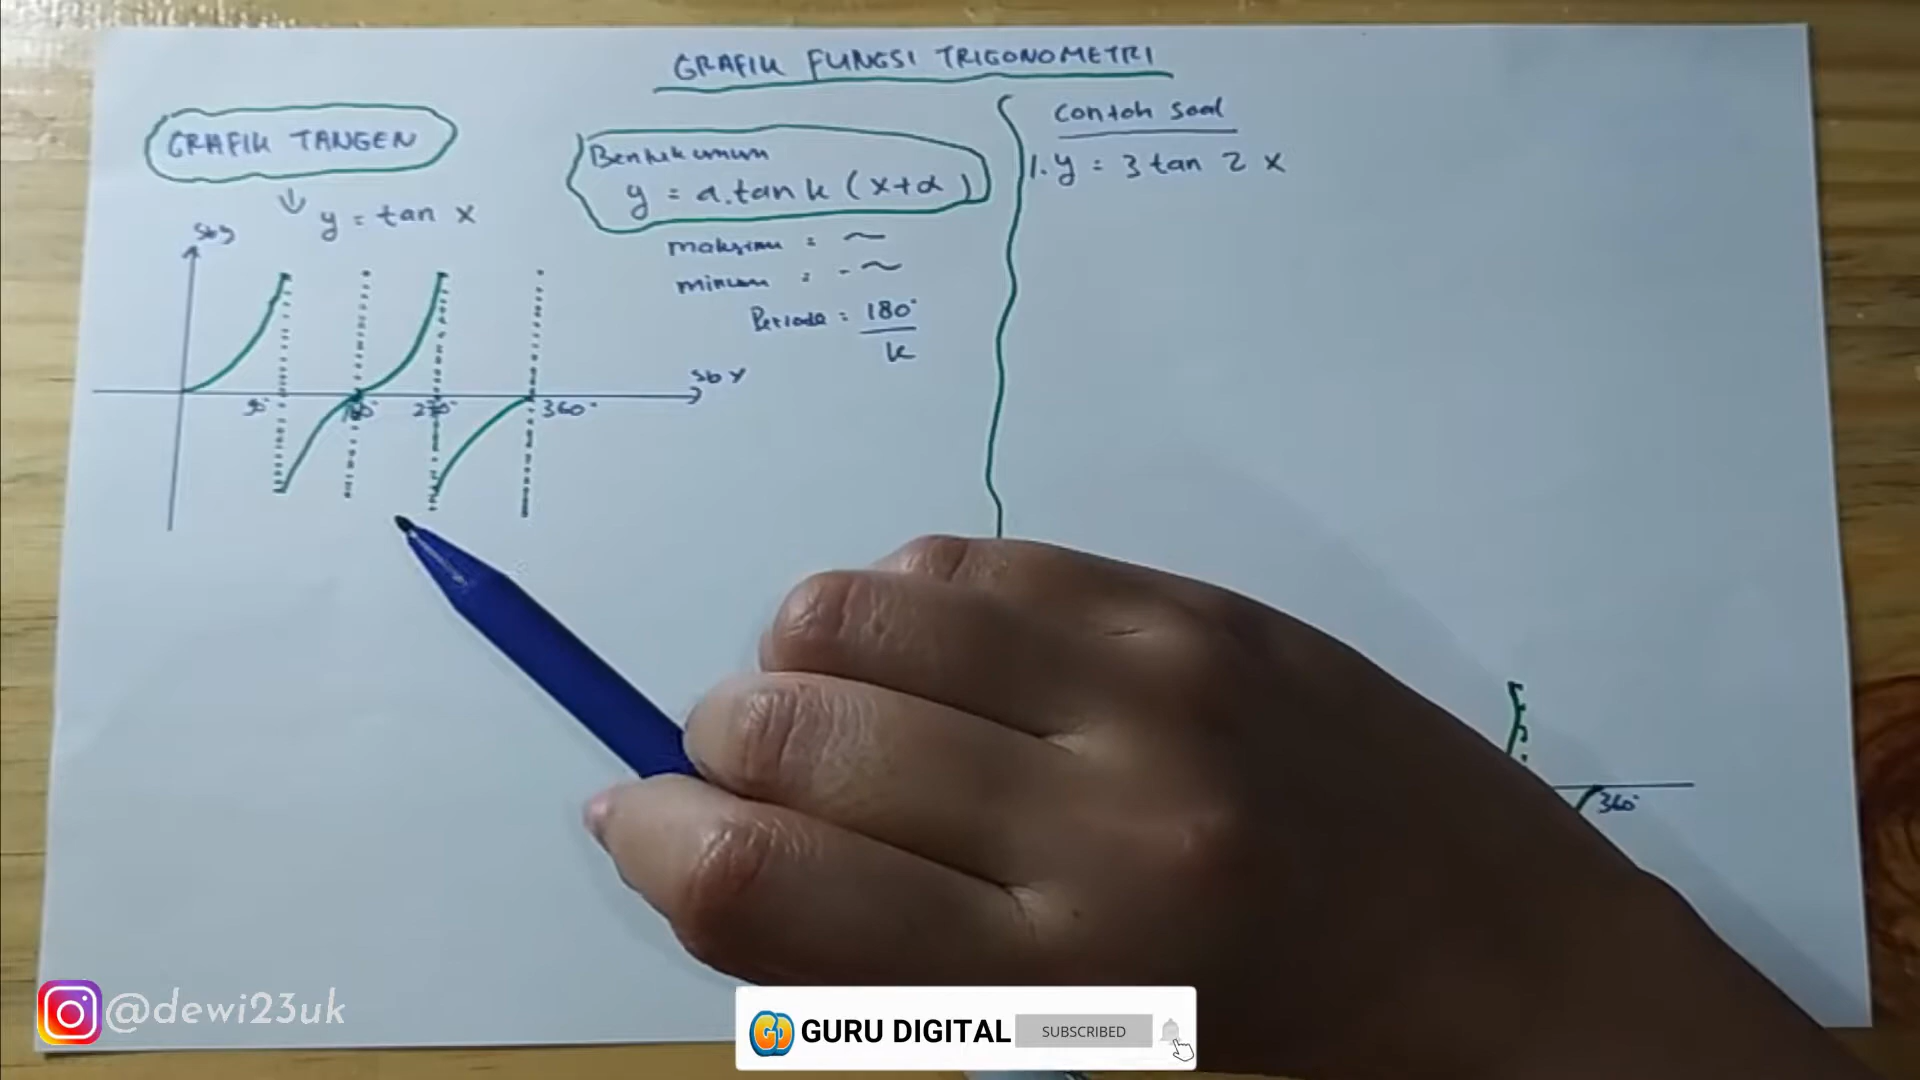 GRAFIK FUNGSI TRIGONOMETRI
GRAFIK TANGEN
y = tan x
Sb y
90°
180°
270°
360°
Sb y
Bentuk umum
y = a.tan k (x+α)
maksimum = ~
minimum = -~
Periode = 180°
k
Contoh Soal
1. y = 3 tan 2 x
360°
@dewi23uk
GURU DIGITAL
SUBSCRIBED